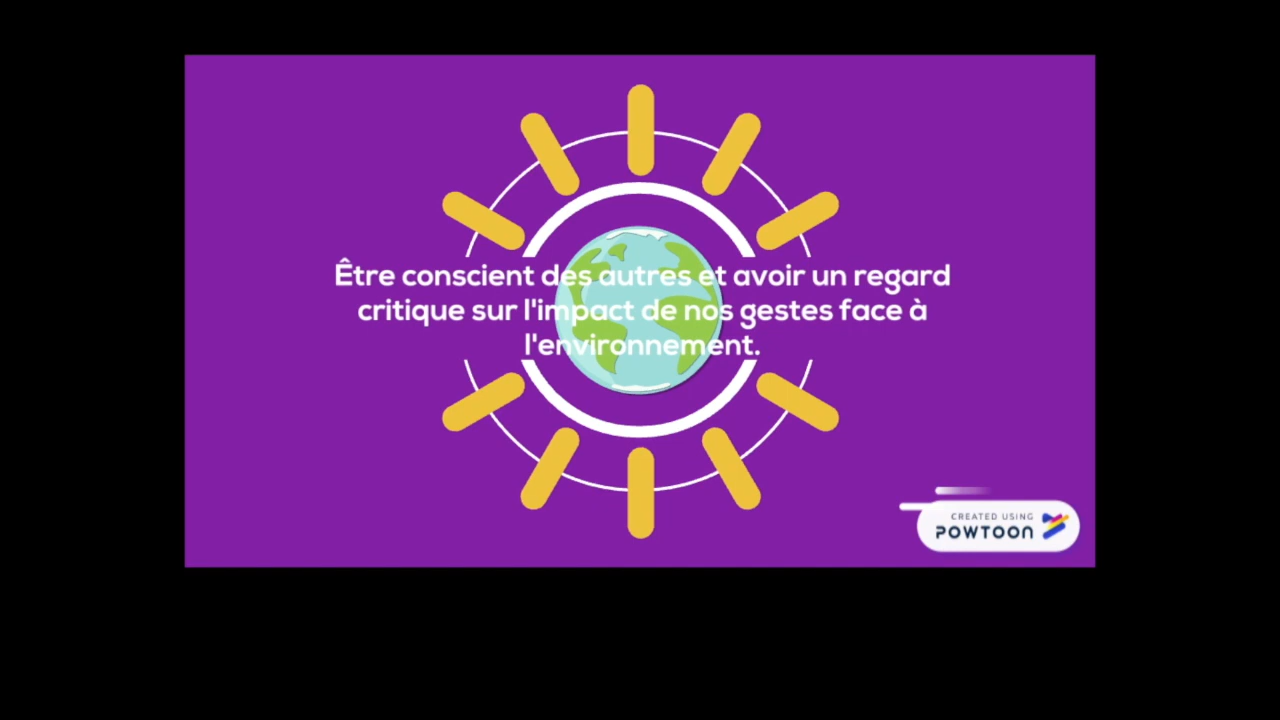 Être conscient des autres et avoir un regard
critique sur l'impact de nos gestes face à
l'environnement.
CREATED USING
POWTOON